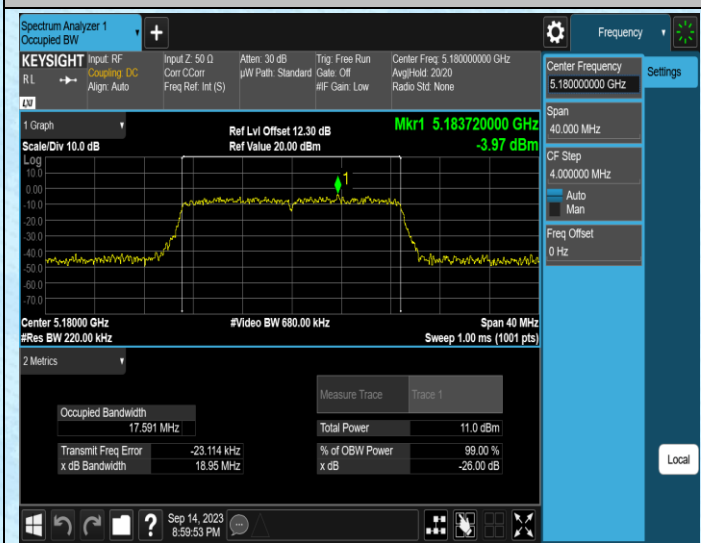 Spectrum Analyzer 1
Occupied BW
+
Frequency
KEYSIGHT
RL
LXI
Input: RF
Coupling: DC
Align: Auto
Input Z: 50 Ω
Corr CCorr
Freq Ref: Int (S)
Atten: 30 dB
µW Path: Standard
Trig: Free Run
Gate: Off
#IF Gain: Low
Center Freq: 5.180000000 GHz
Avg|Hold: 20/20
Radio Std: None
Center Frequency
5.180000000 GHz
Settings
Span
40.000 MHz
CF Step
4.000000 MHz
Auto
Man
Freq Offset
0 Hz
Local
1 Graph
Scale/Div 10.0 dB
Ref Lvl Offset 12.30 dB
Ref Value 20.00 dBm
Mkr1 5.183720000 GHz
-3.97 dBm
Log
10.0
0.00
-10.0
-20.0
-30.0
-40.0
-50.0
-60.0
-70.0
1
Center 5.18000 GHz
#Video BW 680.00 kHz
Span 40 MHz
#Res BW 220.00 kHz
Sweep 1.00 ms (1001 pts)
2 Metrics
Measure Trace
Trace 1
Occupied Bandwidth
17.591 MHz
Total Power
11.0 dBm
Transmit Freq Error
-23.114 kHz
% of OBW Power
99.00 %
x dB Bandwidth
18.95 MHz
x dB
-26.00 dB
?
Sep 14, 2023
8:59:53 PM